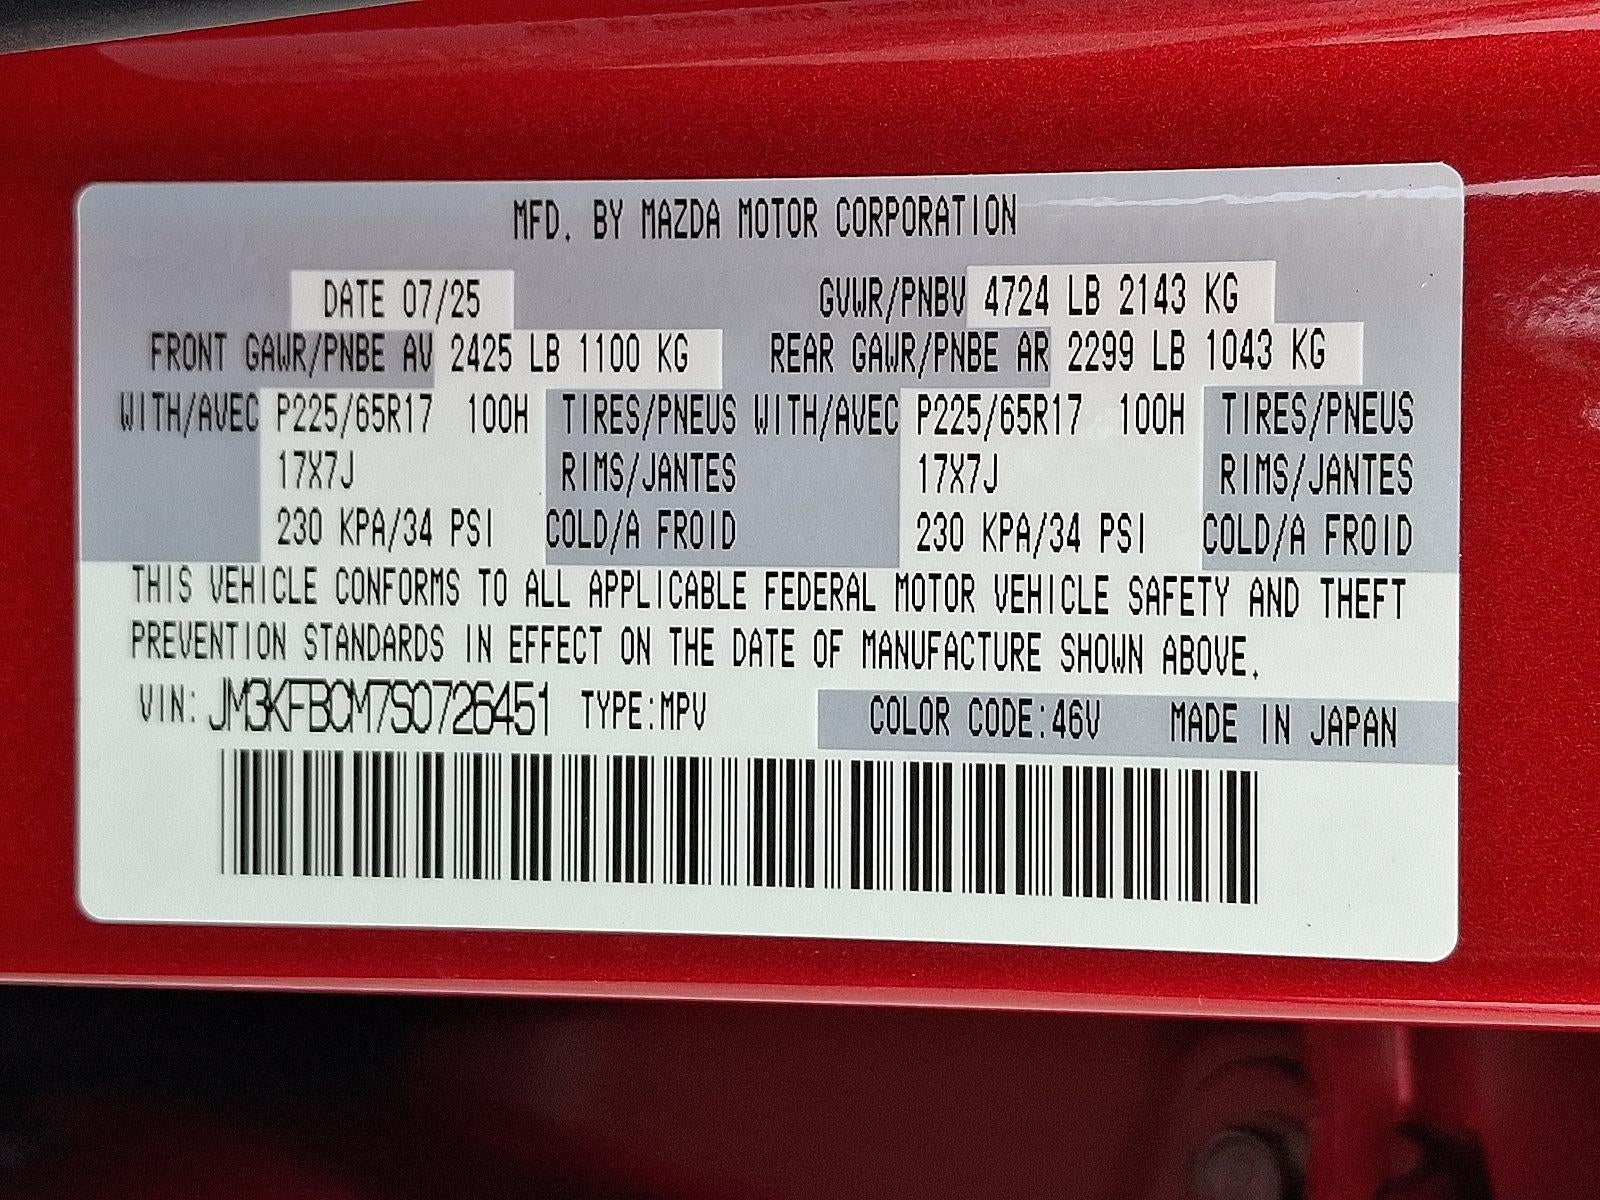 MFD. BY MAZDA MOTOR CORPORATION
DATE 07/25 GVWR/PNBV 4724 LB 2143 KG
FRONT GAWR/PNBE AV 2425 LB 1100 KG REAR GAWR/PNBE AR 2299 LB 1043 KG
WITH/AVEC P225/65R17 100H TIRES/PNEUS WITH/AVEC P225/65R17 100H TIRES/PNEUS
17X7J RIMS/JANTES 17X7J RIMS/JANTES
230 KPA/34 PSI COLD/A FROID 230 KPA/34 PSI COLD/A FROID
THIS VEHICLE CONFORMS TO ALL APPLICABLE FEDERAL MOTOR VEHICLE SAFETY AND THEFT
PREVENTION STANDARDS IN EFFECT ON THE DATE OF MANUFACTURE SHOWN ABOVE.
VIN: JM3KFBCM7S0726451 TYPE:MPV COLOR CODE:46V MADE IN JAPAN